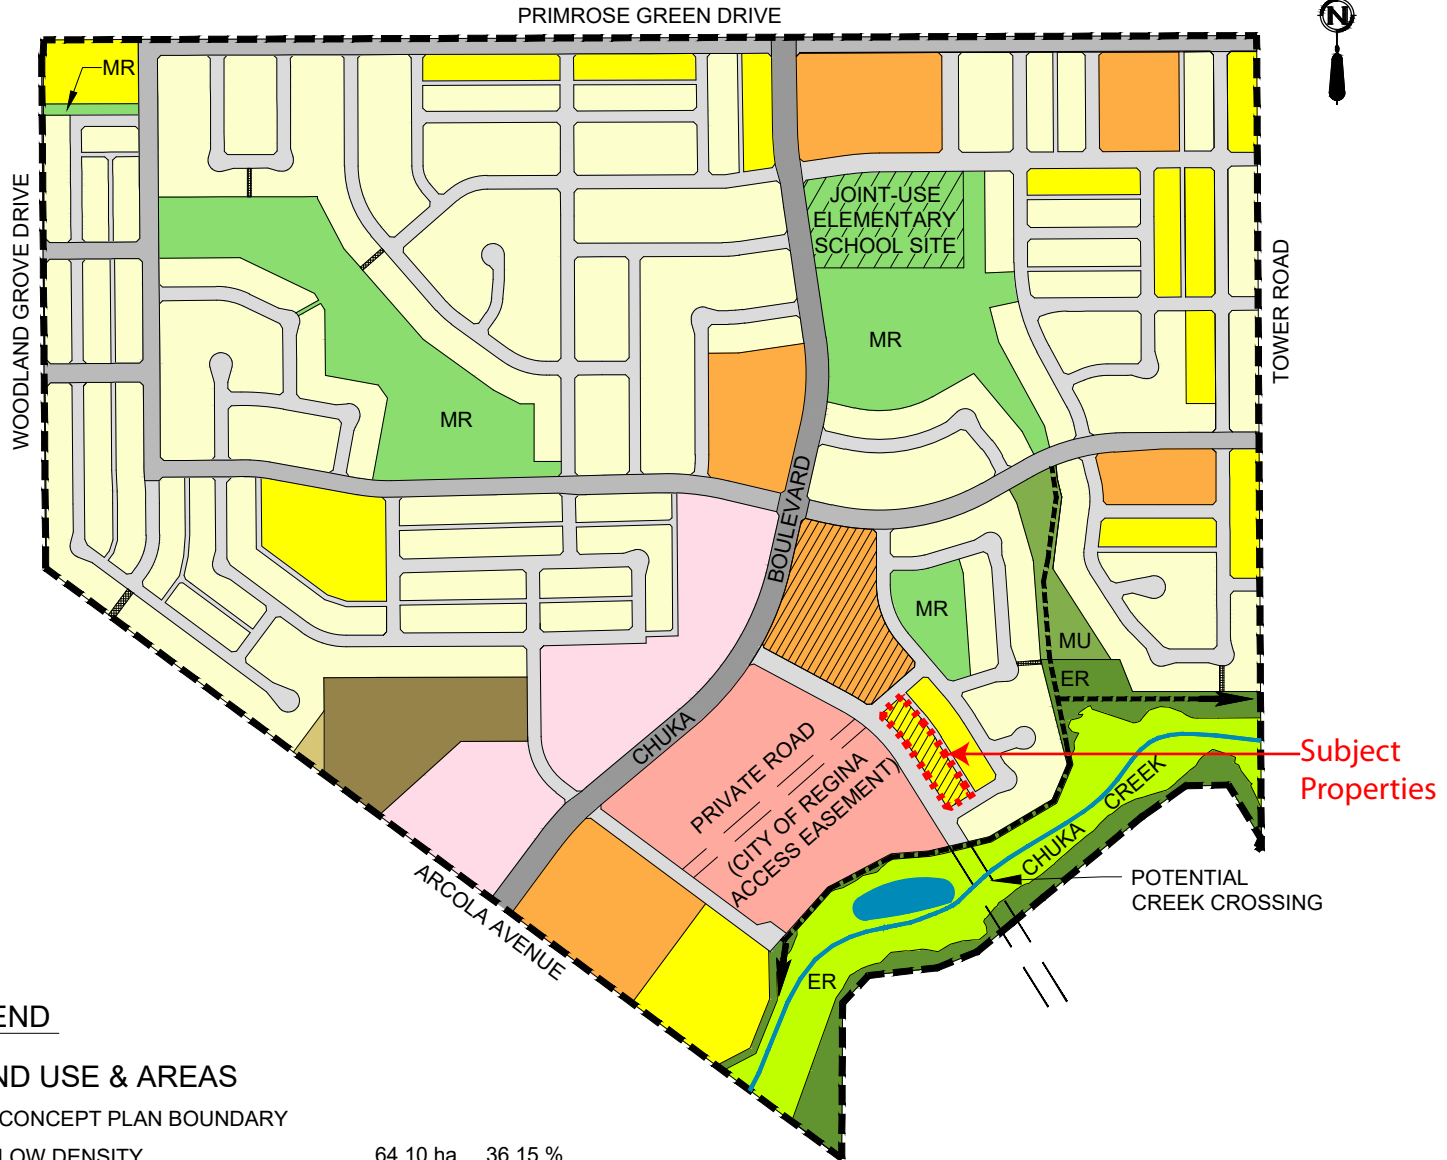 PRIMROSE GREEN DRIVE
N
MR
WOODLAND GROVE DRIVE
JOINT-USE
ELEMENTARY
SCHOOL SITE
TOWER ROAD
MR
MR
BOULEVARD
MR
MU
ER
CHUKA
PRIVATE ROAD
(CITY OF REGINA
ACCESS EASEMENT)
Subject
Properties
CHUKA CREEK
POTENTIAL
CREEK CROSSING
ARCOLA AVENUE
ER
END
ND USE & AREAS
CONCEPT PLAN BOUNDARY
LOW DENSITY 64.10 ha 36.15 %